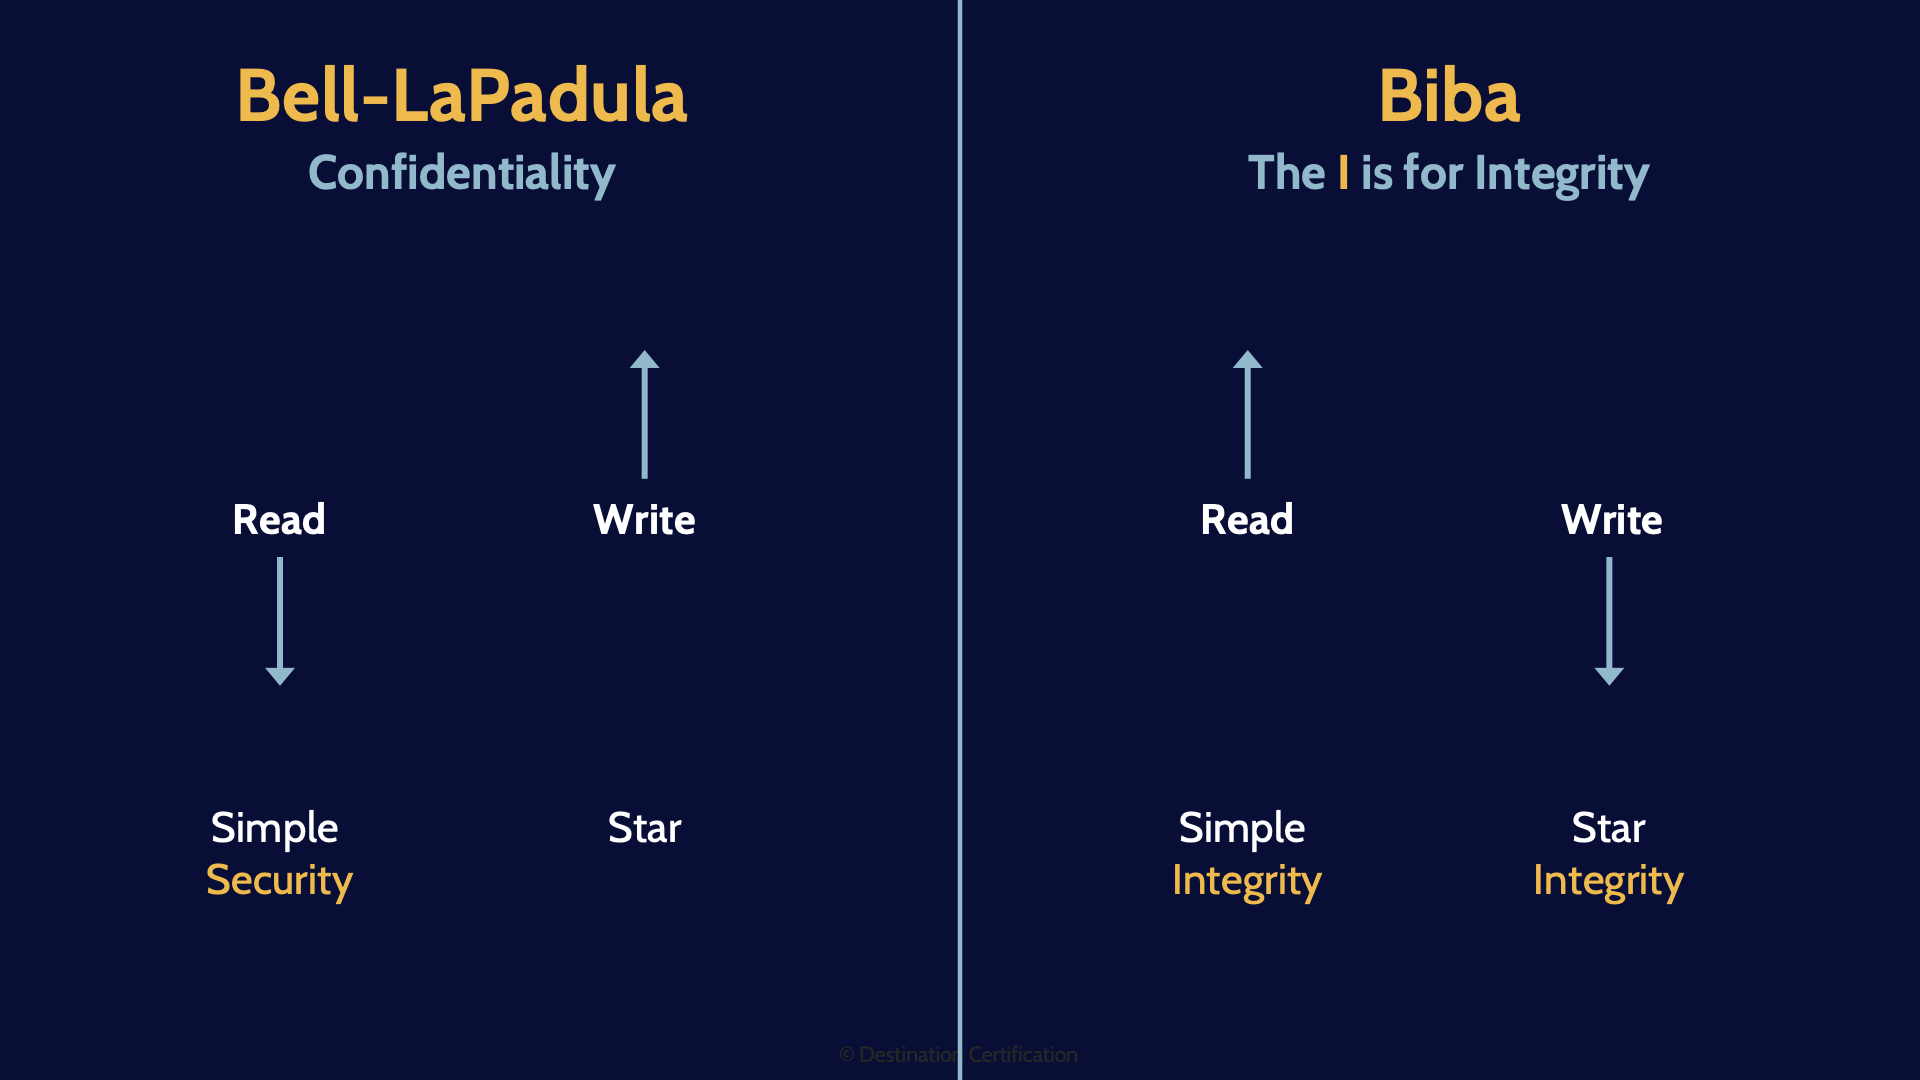 Bell-LaPadula
Confidentiality
Write
Read
Simple
Security
Star
Biba
The I is for Integrity
Read
Write
Simple
Integrity
Star
Integrity
© Destination Certification